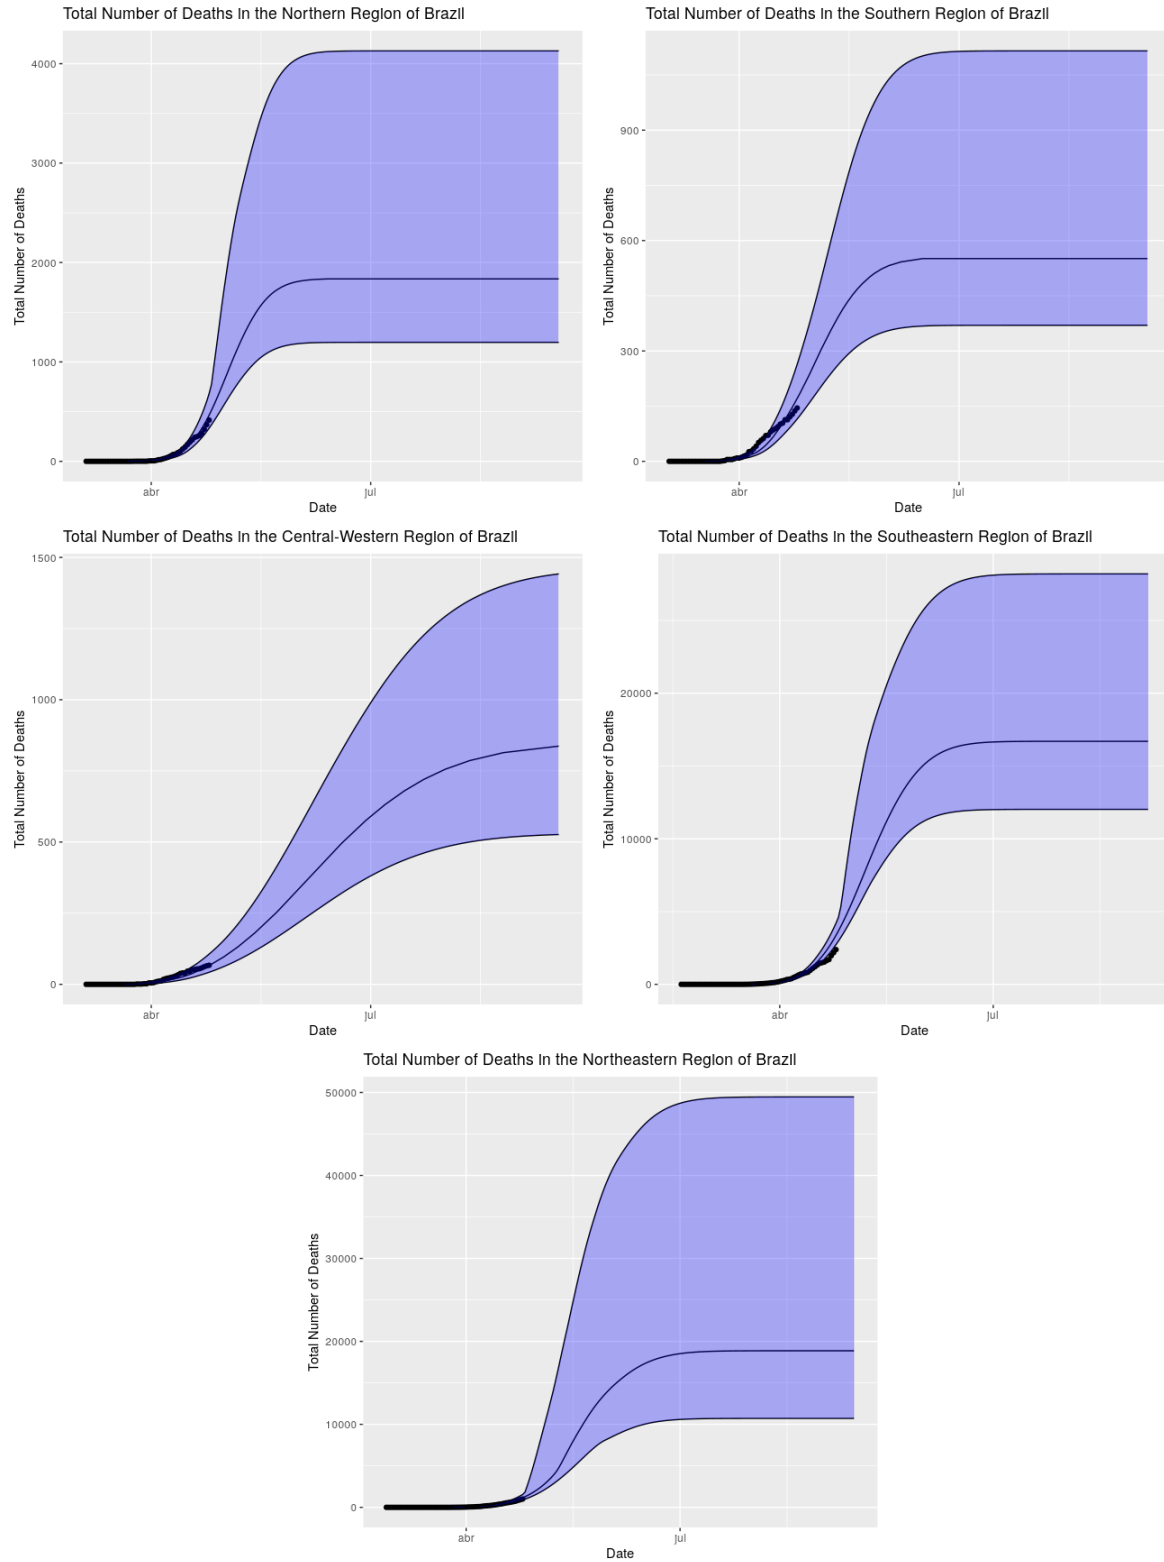 Total Number of Deaths in the Northern Region of Brazil
Total Number of Deaths
4000
3000
2000
1000
0
abr
jul
Date
Total Number of Deaths in the Southern Region of Brazil
Total Number of Deaths
900
600
300
0
abr
jul
Date
Total Number of Deaths in the Central-Western Region of Brazil
Total Number of Deaths
1500
1000
500
0
abr
jul
Date
Total Number of Deaths in the Southeastern Region of Brazil
Total Number of Deaths
20000
10000
0
abr
jul
Date
Total Number of Deaths in the Northeastern Region of Brazil
Total Number of Deaths
50000
40000
30000
20000
10000
0
abr
jul
Date